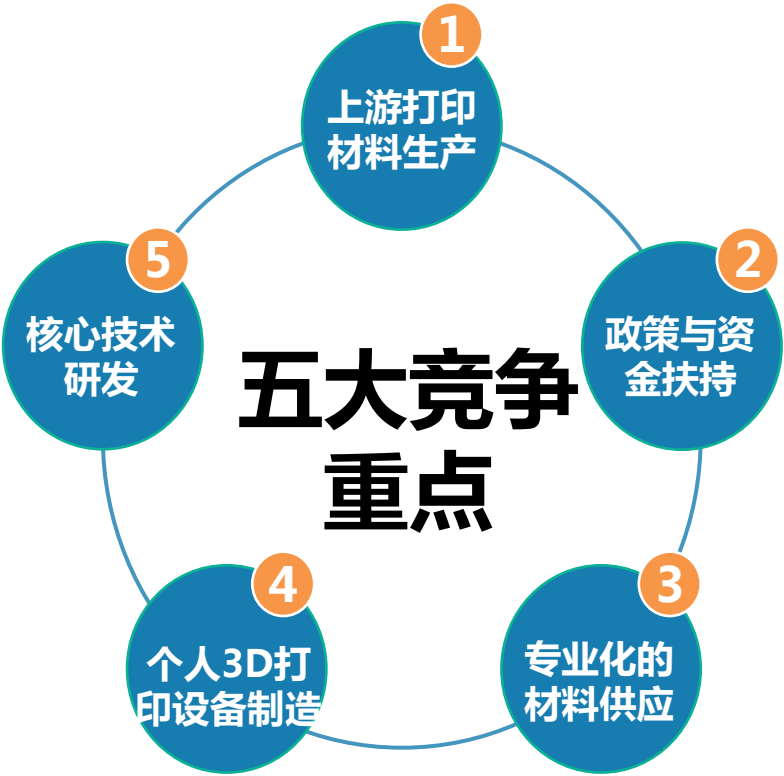 1
上游打印
材料生产
2
政策与资
金扶持
3
专业化的
材料供应
4
个人3D打
印设备制造
5
核心技术
研发
五大竞争
重点